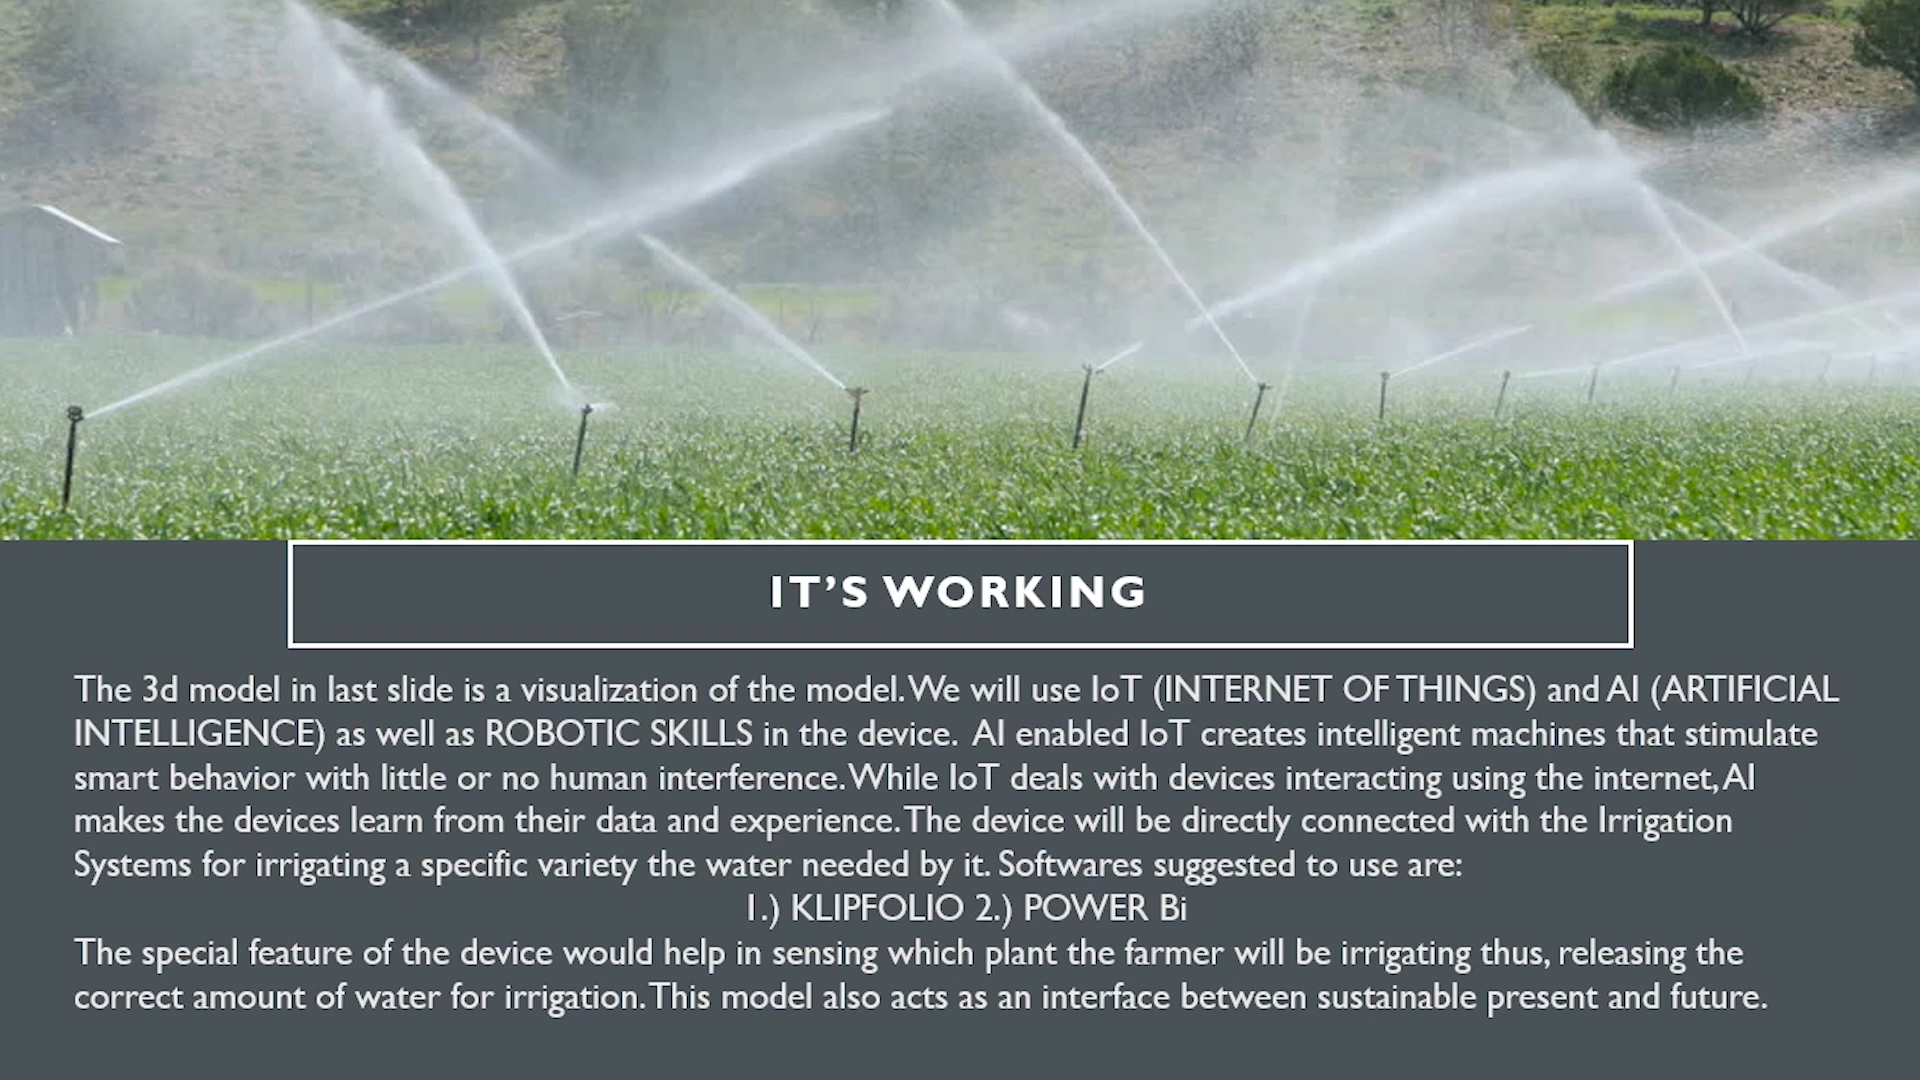 IT’S WORKING
The 3d model in last slide is a visualization of the model. We will use IoT (INTERNET OF THINGS) and AI (ARTIFICIAL
INTELLIGENCE) as well as ROBOTIC SKILLS in the device.  AI enabled IoT creates intelligent machines that stimulate
smart behavior with little or no human interference. While IoT deals with devices interacting using the internet, AI
makes the devices learn from their data and experience. The device will be directly connected with the Irrigation
Systems for irrigating a specific variety the water needed by it. Softwares suggested to use are:
1.) KLIPFOLIO 2.) POWER Bi
The special feature of the device would help in sensing which plant the farmer will be irrigating thus, releasing the
correct amount of water for irrigation. This model also acts as an interface between sustainable present and future.